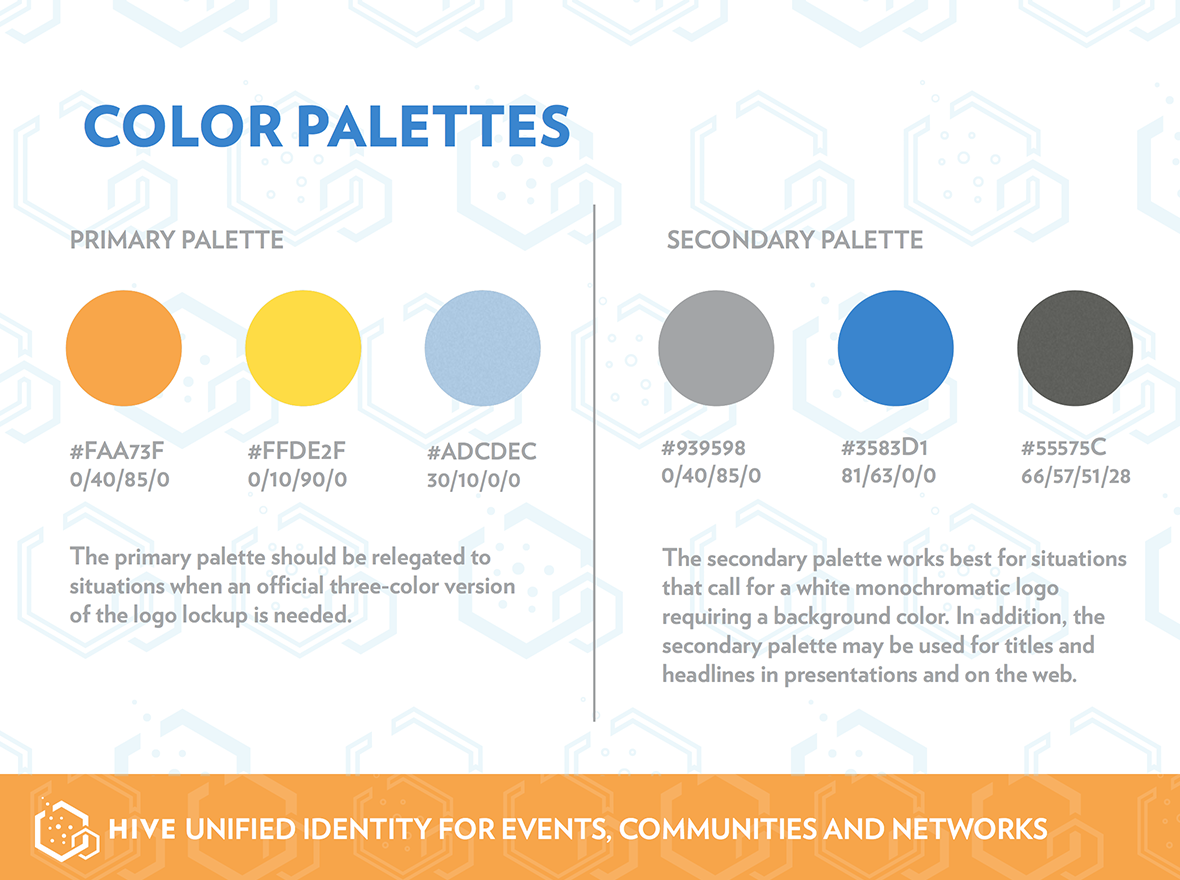 COLOR PALETTES
PRIMARY PALETTE
#FAA73F
0/40/85/0
#FFDE2F
0/10/90/0
#ADCDEC
30/10/0/0
The primary palette should be relegated to
situations when an official three-color version
of the logo lockup is needed.
SECONDARY PALETTE
#939598
0/40/85/0
#3583D1
81/63/0/0
#55575C
66/57/51/28
The secondary palette works best for situations
that call for a white monochromatic logo
requiring a background color. In addition, the
secondary palette may be used for titles and
headlines in presentations and on the web.
HIVE UNIFIED IDENTITY FOR EVENTS, COMMUNITIES AND NETWORKS